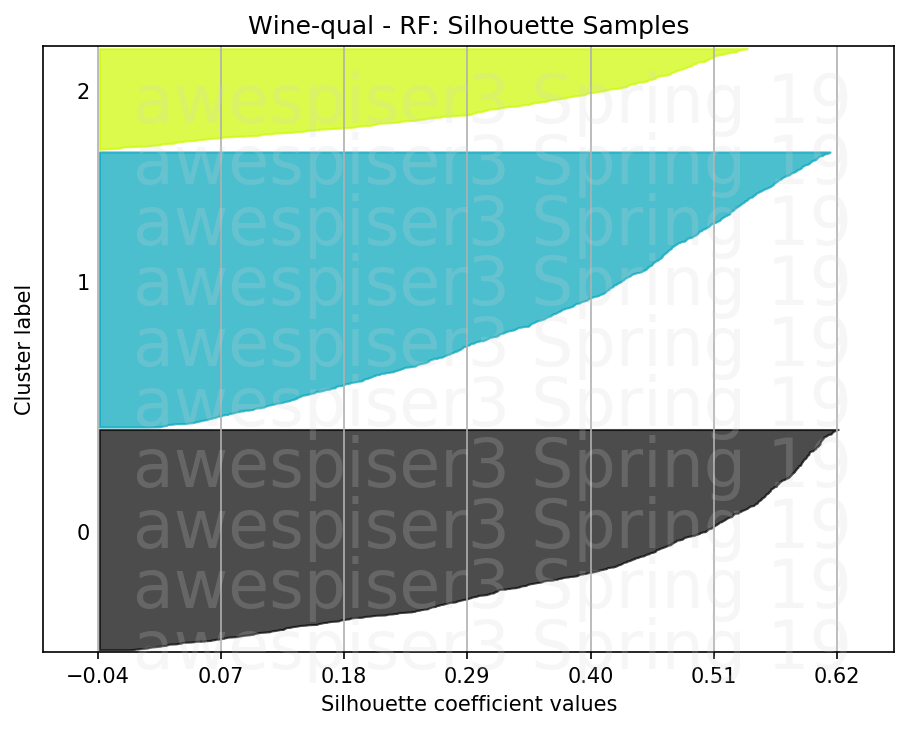 Wine-qual - RF: Silhouette Samples
2
1
0
Cluster label
−0.04 0.07 0.18 0.29 0.40 0.51 0.62
Silhouette coefficient values
awespiser3 Spring 19
awespiser3 Spring 19
awespiser3 Spring 19
awespiser3 Spring 19
awespiser3 Spring 19
awespiser3 Spring 19
awespiser3 Spring 19
awespiser3 Spring 19
awespiser3 Spring 19
awespiser3 Spring 19